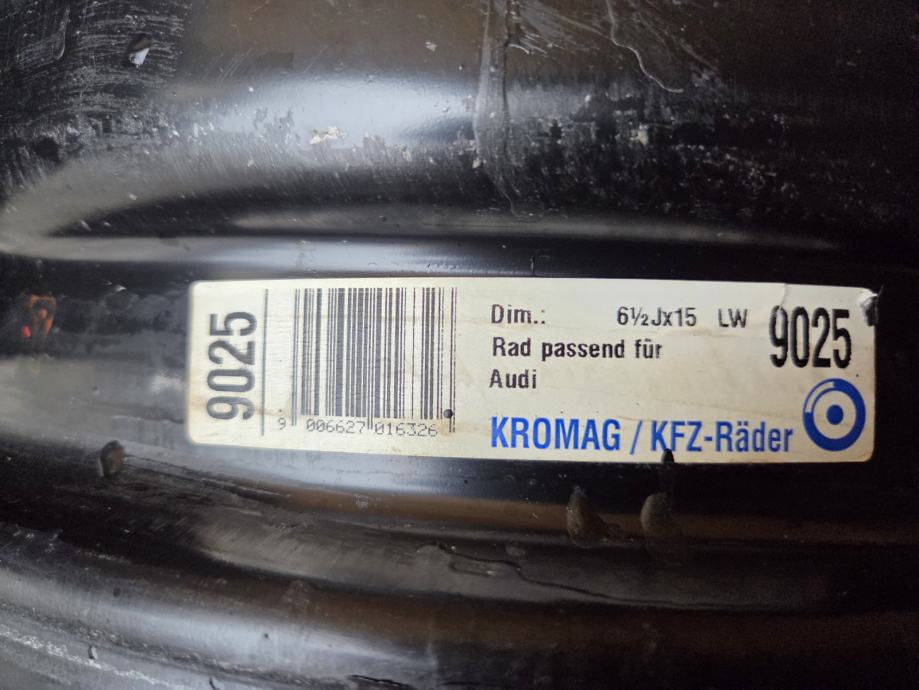 9025
9 006627 016326
Dim.: 6½Jx15 LW 9025
Rad passend für
Audi
KROMAG / KFZ-Räder